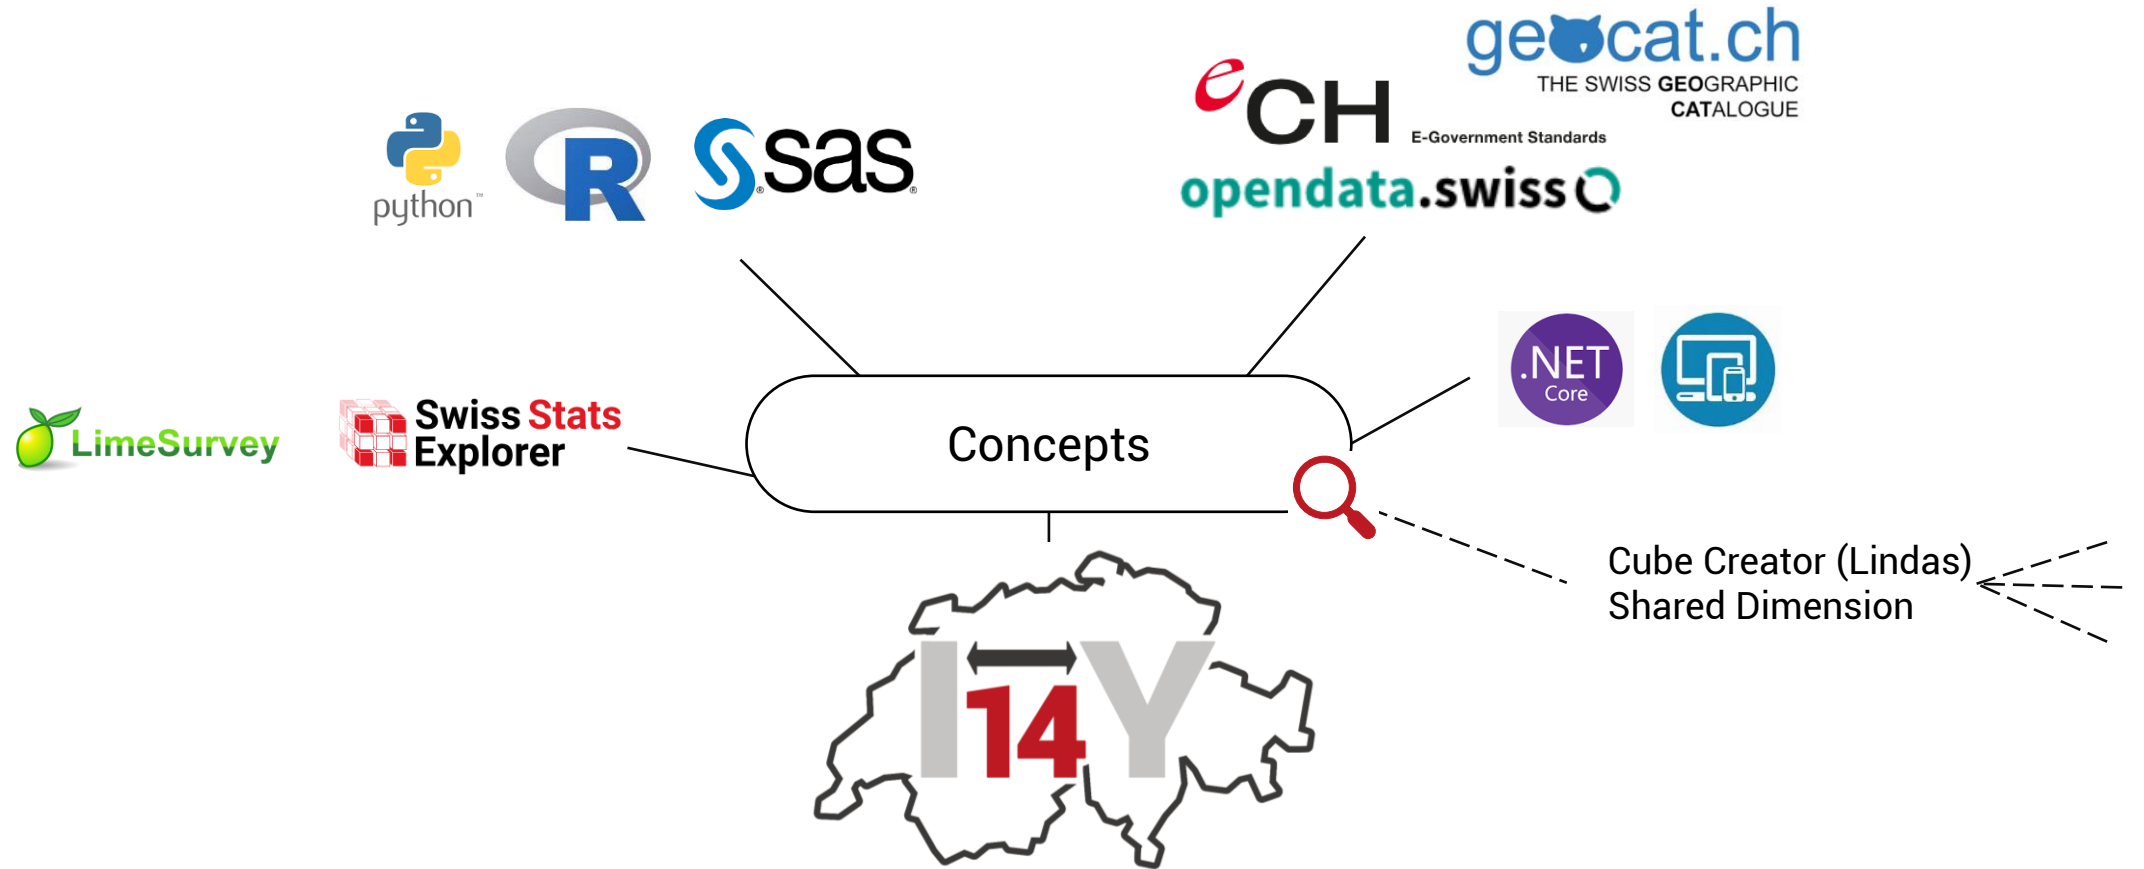 geocat.ch
THE SWISS GEOGRAPHIC
CATALOGUE
eCH
E-Government Standards
opendata.swiss
python™
R
sas®
.NET
Core
LimeSurvey
Swiss Stats
Explorer
Concepts
Cube Creator (Lindas)
Shared Dimension
I14Y